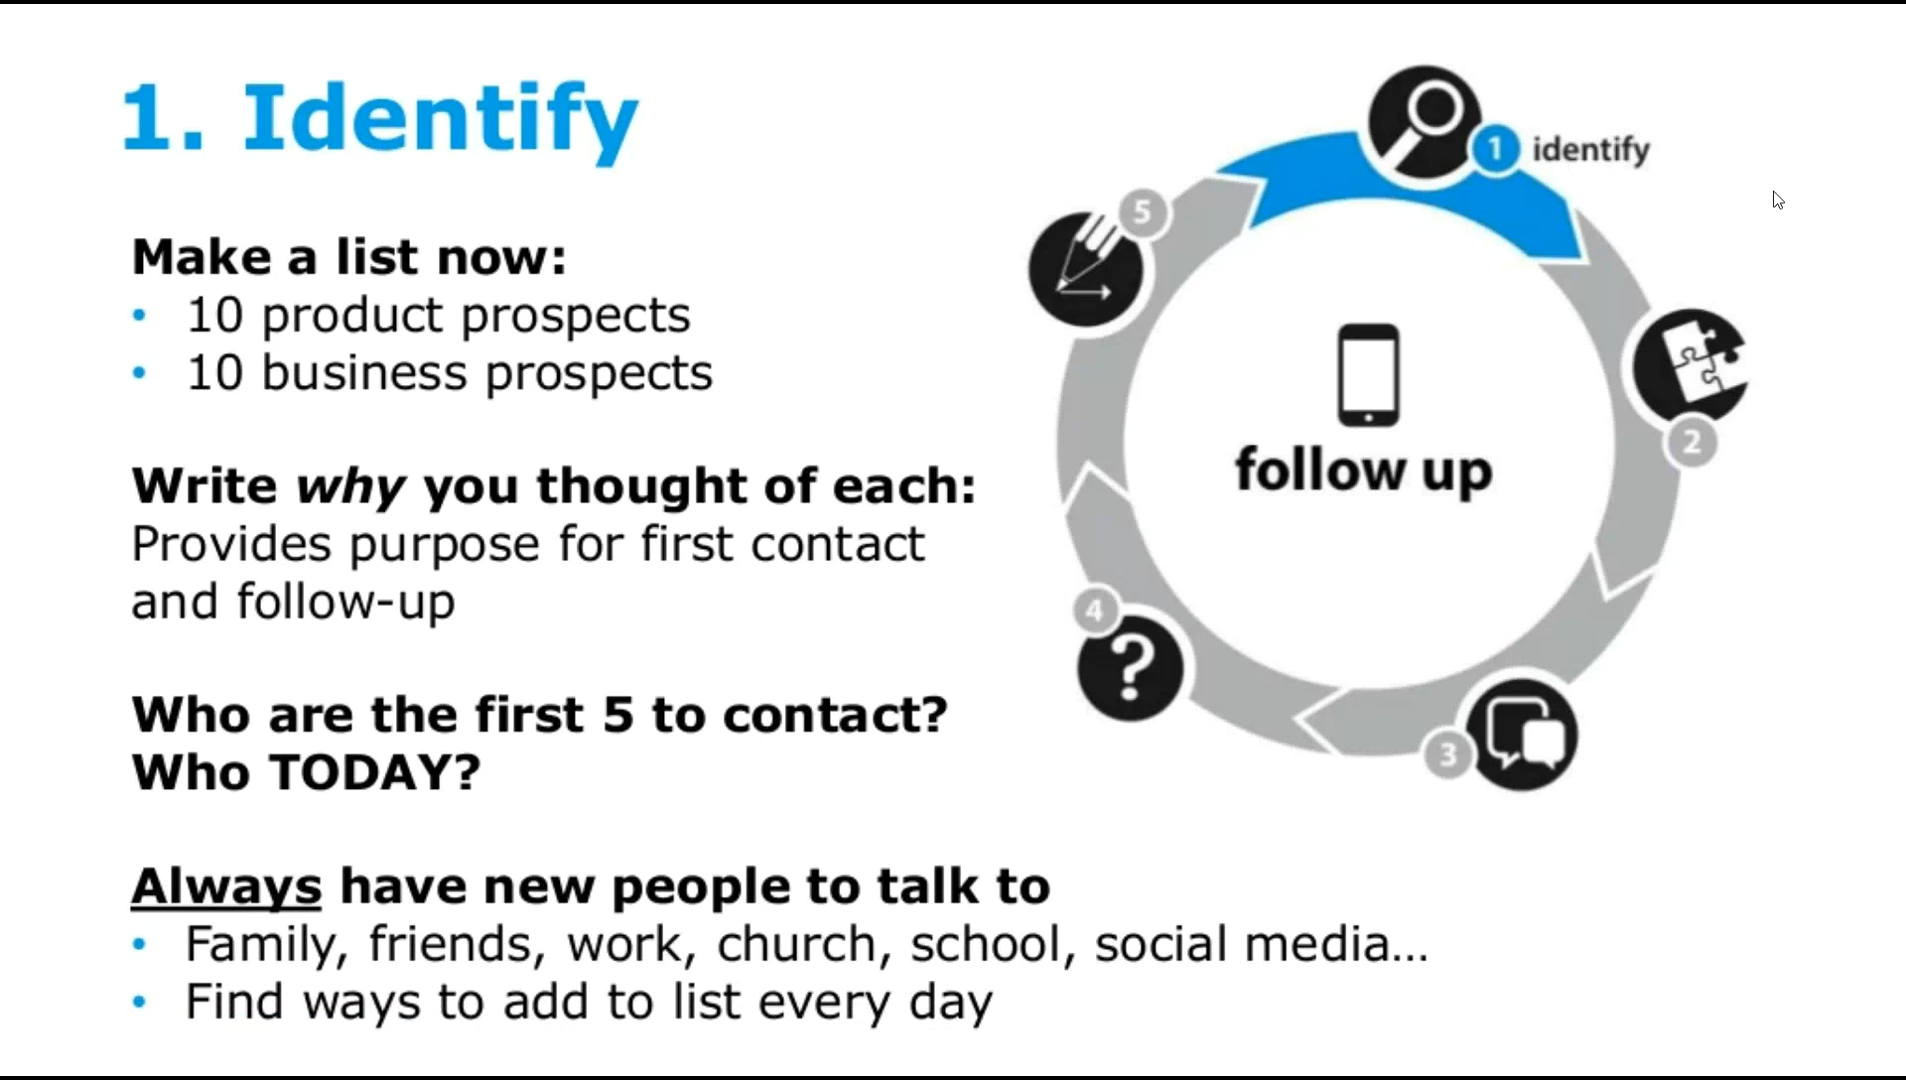 1. Identify
Make a list now:
• 10 product prospects
• 10 business prospects
Write why you thought of each:
Provides purpose for first contact
and follow-up
Who are the first 5 to contact?
Who TODAY?
Always have new people to talk to
• Family, friends, work, church, school, social media...
• Find ways to add to list every day
1 identify
2
3
4
5
follow up